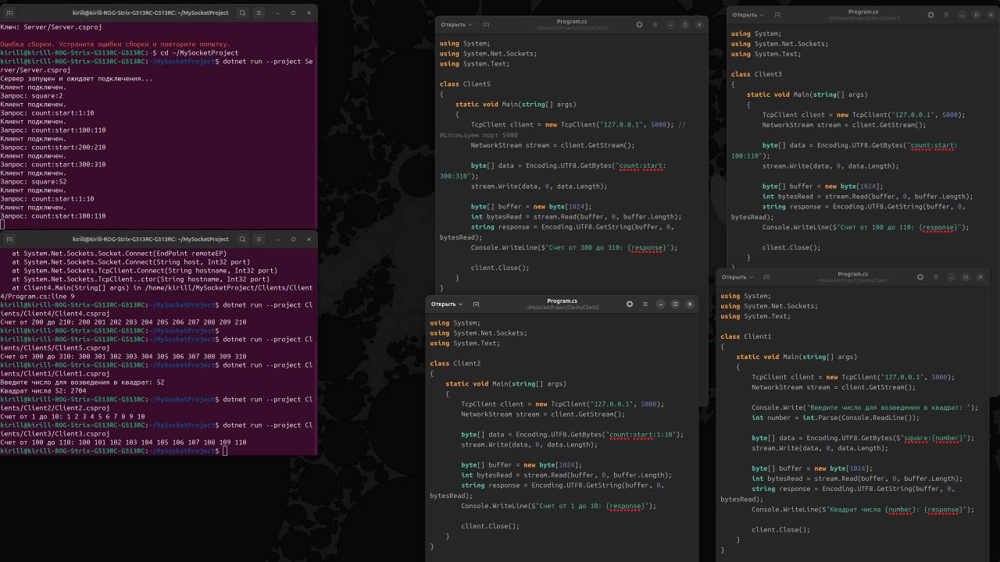 kirill@kirill-ROG-Strix-G513RC-G513RC: ~/MySocketProject
Ключ: Server/Server.csproj
Ошибка сборки. Устраните ошибки сборки и повторите попытку.
kirill@kirill-ROG-Strix-G513RC-G513RC:~$ cd ~/MySocketProject
kirill@kirill-ROG-Strix-G513RC-G513RC:~/MySocketProject$ dotnet run --project Se
rver/Server.csproj
Сервер запущен и ожидает подключения...
Клиент подключен.
Запрос: square:2
Клиент подключен.
Запрос: count:start:1:10
Клиент подключен.
Запрос: count:start:100:110
Клиент подключен.
Запрос: count:start:200:210
Клиент подключен.
Запрос: count:start:300:310
Клиент подключен.
Запрос: square:52
Клиент подключен.
Запрос: count:start:1:10
Клиент подключен.
Запрос: count:start:100:110
kirill@kirill-ROG-Strix-G513RC-G513RC: ~/MySocketProject
at System.Net.Sockets.Socket.Connect(EndPoint remoteEP)
at System.Net.Sockets.Socket.Connect(String host, Int32 port)
at System.Net.Sockets.TcpClient.Connect(String hostname, Int32 port)
at System.Net.Sockets.TcpClient..ctor(String hostname, Int32 port)
at Client4.Main(String[] args) in /home/kirill/MySocketProject/Clients/Client
4/Program.cs:line 9
kirill@kirill-ROG-Strix-G513RC-G513RC:~/MySocketProject$ dotnet run --project Cl
ients/Client4/Client4.csproj
Счет от 200 до 210: 200 201 202 203 204 205 206 207 208 209 210
kirill@kirill-ROG-Strix-G513RC-G513RC:~/MySocketProject$
kirill@kirill-ROG-Strix-G513RC-G513RC:~/MySocketProject$ dotnet run --project Cl
ients/Client5/Client5.csproj
Счет от 300 до 310: 300 301 302 303 304 305 306 307 308 309 310
kirill@kirill-ROG-Strix-G513RC-G513RC:~/MySocketProject$ dotnet run --project Cl
ients/Client1/Client1.csproj
Введите число для возведения в квадрат: 52
Квадрат числа 52: 2704
kirill@kirill-ROG-Strix-G513RC-G513RC:~/MySocketProject$ dotnet run --project Cl
ients/Client2/Client2.csproj
Счет от 1 до 10: 1 2 3 4 5 6 7 8 9 10
kirill@kirill-ROG-Strix-G513RC-G513RC:~/MySocketProject$ dotnet run --project Cl
ients/Client3/Client3.csproj
Счет от 100 до 110: 100 101 102 103 104 105 106 107 108 109 110
kirill@kirill-ROG-Strix-G513RC-G513RC:~/MySocketProject$
Открыть
Program.cs
~/MySocketProject/Clients/Client5
using System;
using System.Net.Sockets;
using System.Text;
class Client5
{
static void Main(string[] args)
{
TcpClient client = new TcpClient("127.0.0.1", 5000); //
Используем порт 5000
NetworkStream stream = client.GetStream();
byte[] data = Encoding.UTF8.GetBytes("count:start:
300:310");
stream.Write(data, 0, data.Length);
byte[] buffer = new byte[1024];
int bytesRead = stream.Read(buffer, 0, buffer.Length);
string response = Encoding.UTF8.GetString(buffer, 0,
bytesRead);
Console.WriteLine($"Счет от 300 до 310: {response}");
client.Close();
}
}
Открыть
Program.cs
~/MySocketProject/Clients/Client2
using System;
using System.Net.Sockets;
using System.Text;
class Client2
{
static void Main(string[] args)
{
TcpClient client = new TcpClient("127.0.0.1", 5000);
NetworkStream stream = client.GetStream();
byte[] data = Encoding.UTF8.GetBytes("count:start:1:10");
stream.Write(data, 0, data.Length);
byte[] buffer = new byte[1024];
int bytesRead = stream.Read(buffer, 0, buffer.Length);
string response = Encoding.UTF8.GetString(buffer, 0,
bytesRead);
Console.WriteLine($"Счет от 1 до 10: {response}");
client.Close();
}
}
Открыть
Program.cs
~/MySocketProject/Clients/Client3
using System;
using System.Net.Sockets;
using System.Text;
class Client3
{
static void Main(string[] args)
{
TcpClient client = new TcpClient("127.0.0.1", 5000);
NetworkStream stream = client.GetStream();
byte[] data = Encoding.UTF8.GetBytes("count:start:
100:110");
stream.Write(data, 0, data.Length);
byte[] buffer = new byte[1024];
int bytesRead = stream.Read(buffer, 0, buffer.Length);
string response = Encoding.UTF8.GetString(buffer, 0,
bytesRead);
Console.WriteLine($"Счет от 100 до 110: {response}");
client.Close();
}
Открыть
Program.cs
~/MySocketProject/Clients/Client1
using System;
using System.Net.Sockets;
using System.Text;
class Client1
{
static void Main(string[] args)
{
TcpClient client = new TcpClient("127.0.0.1", 5000);
NetworkStream stream = client.GetStream();
Console.Write("Введите число для возведения в квадрат: ");
int number = int.Parse(Console.ReadLine());
byte[] data = Encoding.UTF8.GetBytes($"square:{number}");
stream.Write(data, 0, data.Length);
byte[] buffer = new byte[1024];
int bytesRead = stream.Read(buffer, 0, buffer.Length);
string response = Encoding.UTF8.GetString(buffer, 0,
bytesRead);
Console.WriteLine($"Квадрат числа {number}: {response}");
client.Close();
}
}